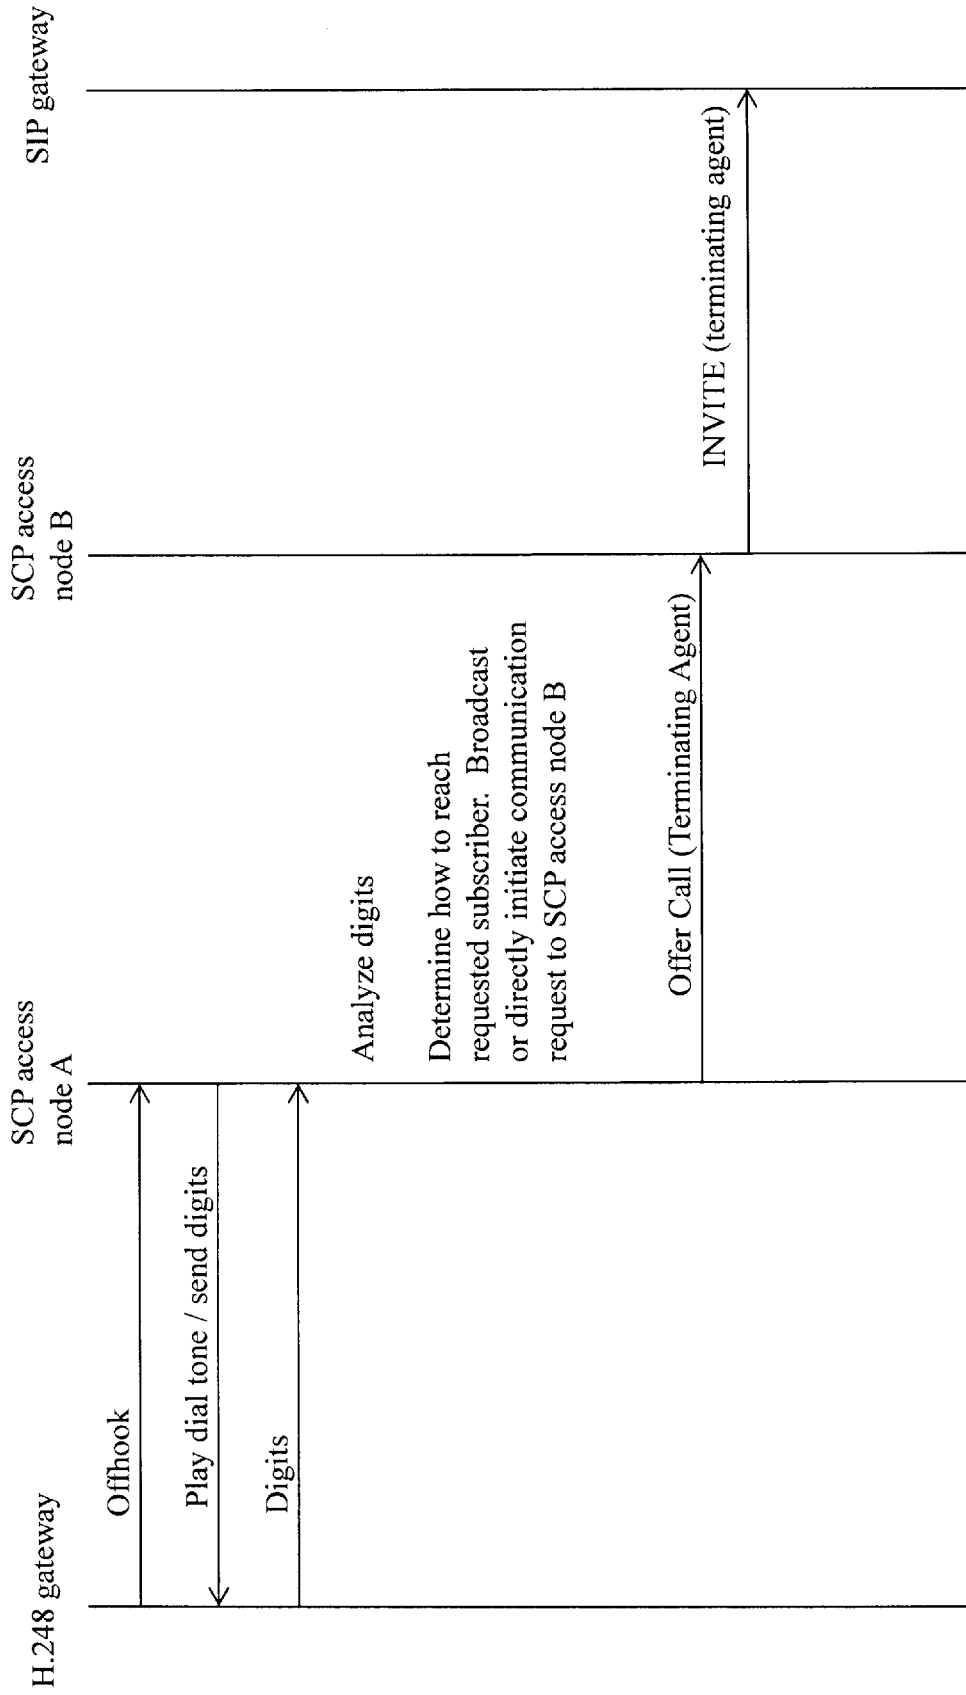 H.248 gateway
SCP access
node A
SCP access
node B
SIP gateway
Offhook
Play dial tone / send digits
Digits
Analyze digits
Determine how to reach
requested subscriber. Broadcast
or directly initiate communication
request to SCP access node B
Offer Call (Terminating Agent)
INVITE (terminating agent)